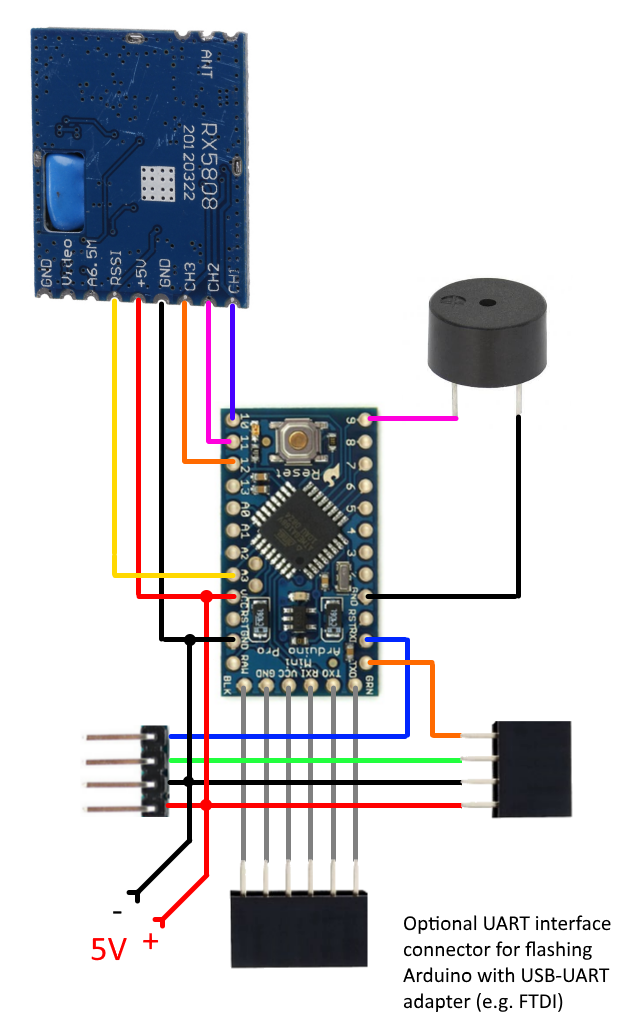 ANT
RX5808
20120322
GND
Video
A6.5M
RSSI
+5V
GND
CH3
CH2
CH1
10
11
12
13
A0
A1
A2
A3
VCC
RST
GND
RAW
BLK
9
8
7
6
5
4
3
2
GND
RST
RXI
TXO
GRN
Reset
Arduino
Pro
Mini
GND
VCC
RXI
TXO
-
5V +
Optional UART interface
connector for flashing
Arduino with USB-UART
adapter (e.g. FTDI)